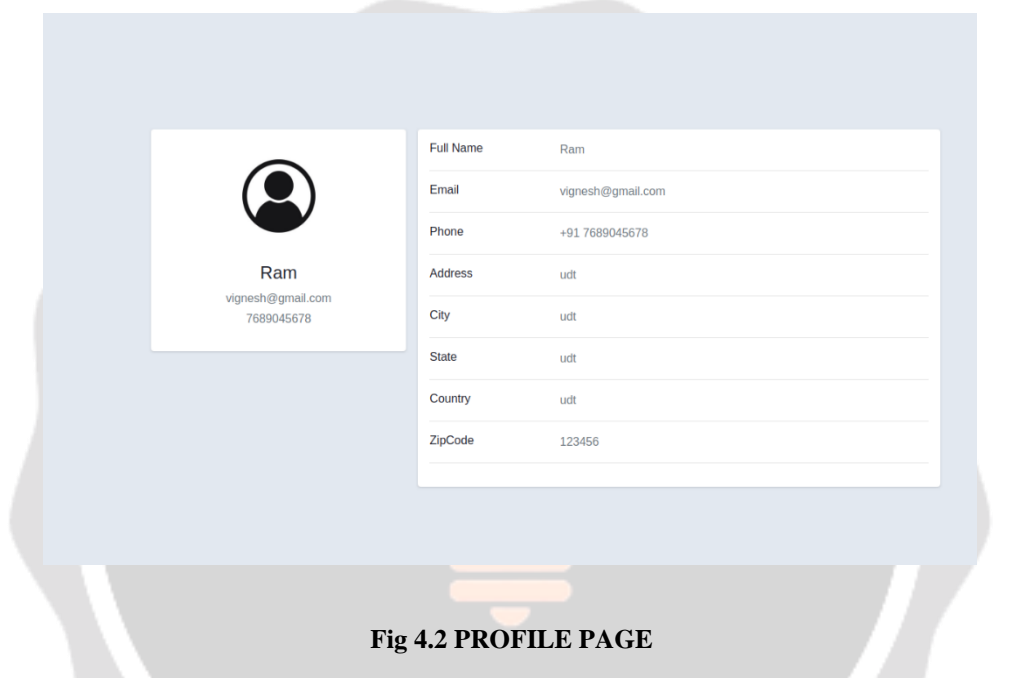 Ram
vignesh@gmail.com
7689045678
Full Name Ram
Email vignesh@gmail.com
Phone +91 7689045678
Address udt
City udt
State udt
Country udt
ZipCode 123456
Fig 4.2 PROFILE PAGE